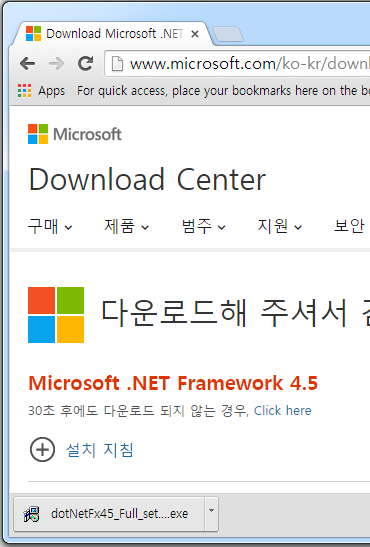 Download Microsoft .NET
www.microsoft.com/ko-kr/downl
Apps For quick access, place your bookmarks here on the bo
Microsoft
Download Center
구매 제품 범주 지원 보안
다운로드해 주셔서 감
Microsoft .NET Framework 4.5
30초 후에도 다운로드 되지 않는 경우, Click here
설치 지침
dotNetFx45_Full_set....exe